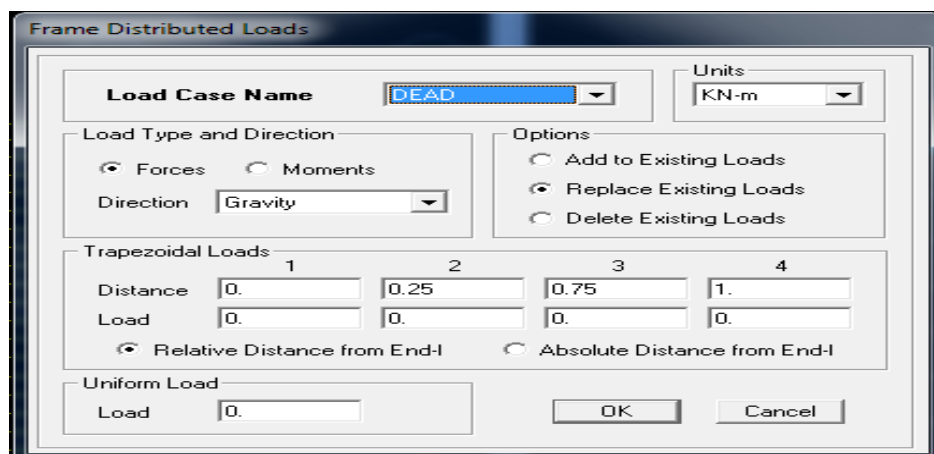 Frame Distributed Loads
Units
Load Case Name DEAD KN-m
Load Type and Direction Options
Forces Moments Add to Existing Loads
Direction Gravity Replace Existing Loads
Delete Existing Loads
Trapezoidal Loads
1 2 3 4
Distance 0. 0.25 0.75 1.
Load 0. 0. 0. 0.
Relative Distance from End-I Absolute Distance from End-I
Uniform Load
Load 0. OK Cancel